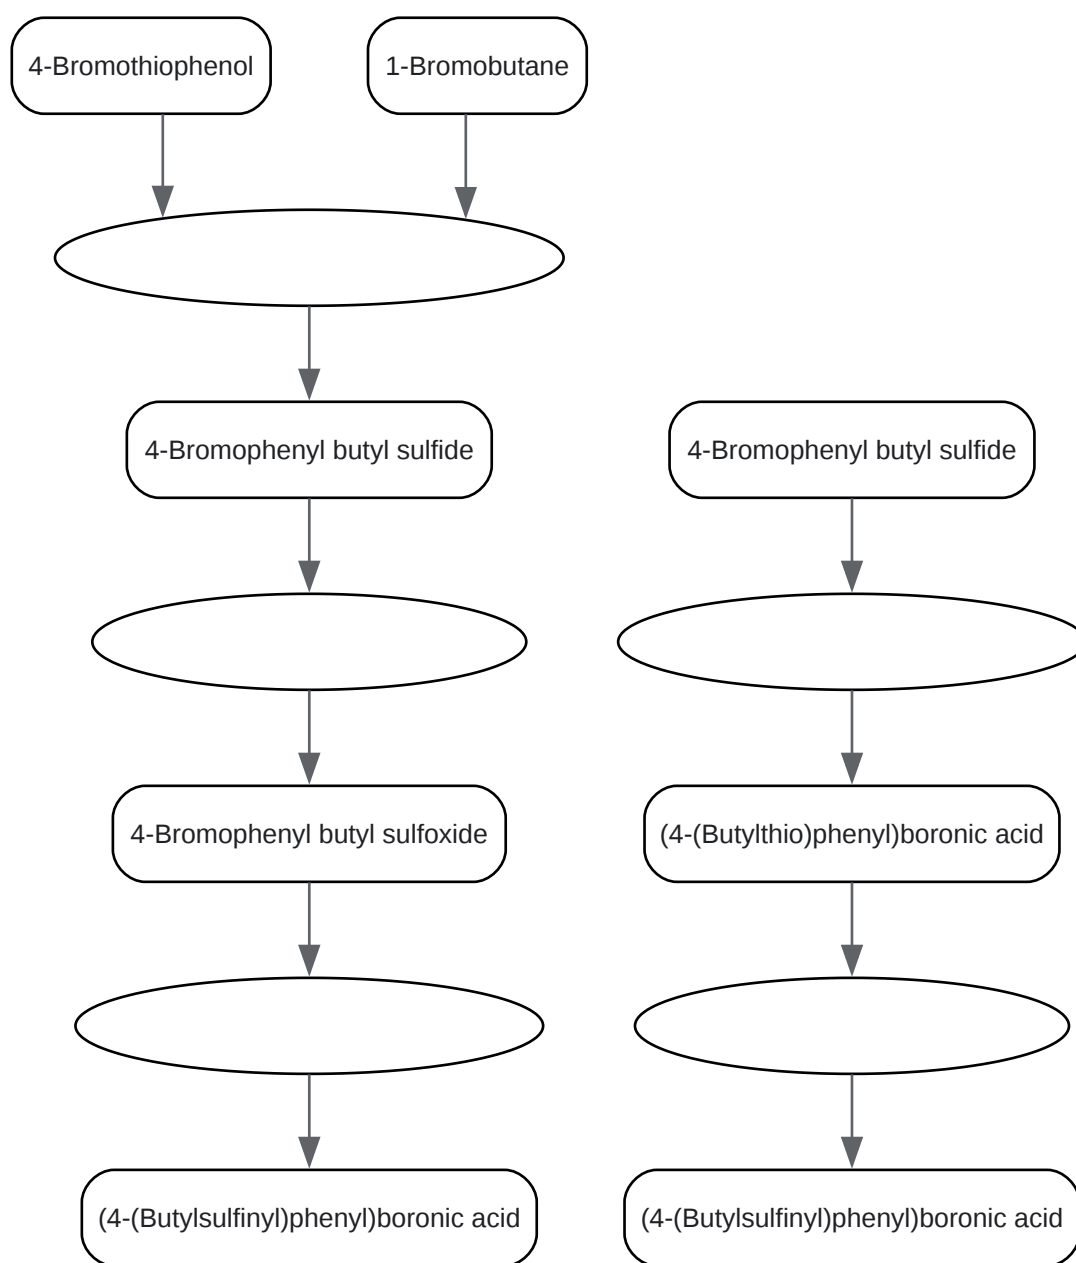 4-Bromothiophenol
1-Bromobutane
4-Bromophenyl butyl sulfide
4-Bromophenyl butyl sulfide
4-Bromophenyl butyl sulfoxide
(4-(Butylthio)phenyl)boronic acid
(4-(Butylsulfinyl)phenyl)boronic acid
(4-(Butylsulfinyl)phenyl)boronic acid